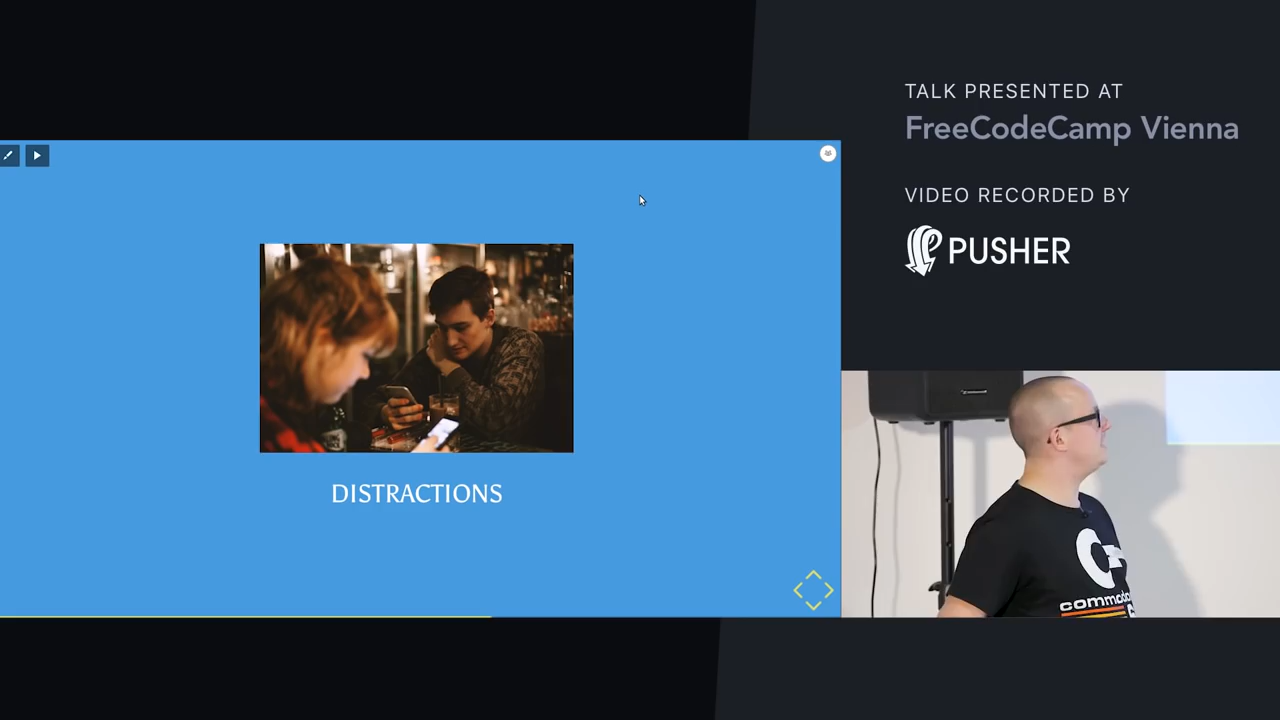 TALK PRESENTED AT
FreeCodeCamp Vienna
VIDEO RECORDED BY
PUSHER
DISTRACTIONS